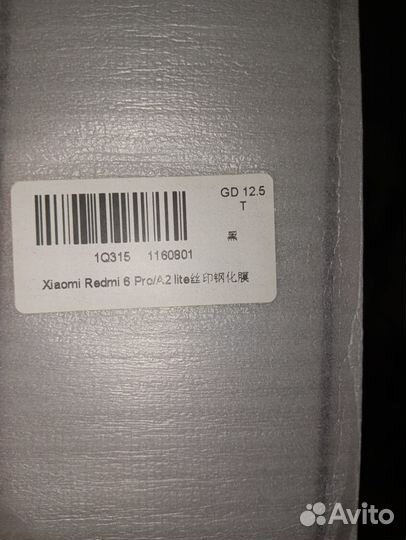 GD 12.5
T
黑
1Q315 1160801
Xiaomi Redmi 6 Pro/A2 lite丝印钢化膜
Avito